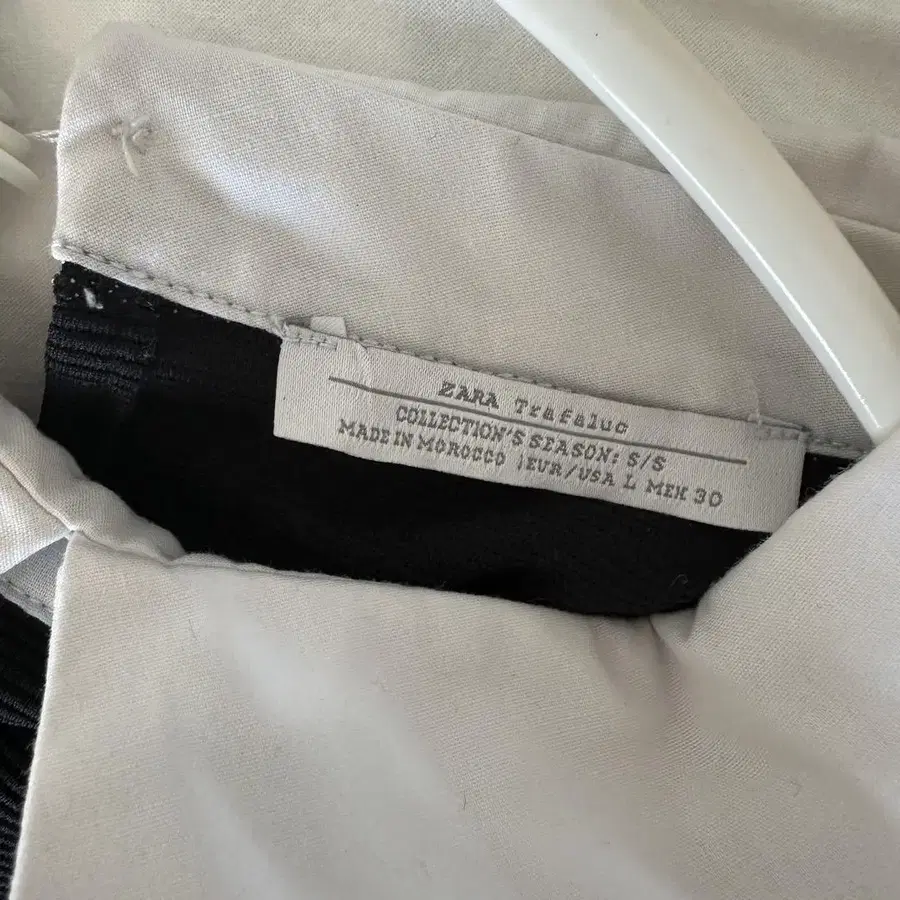 ZARA Trafaluc
COLLECTION'S SEASON: S/S
MADE IN MOROCCO | EUR/USA L MEX 30